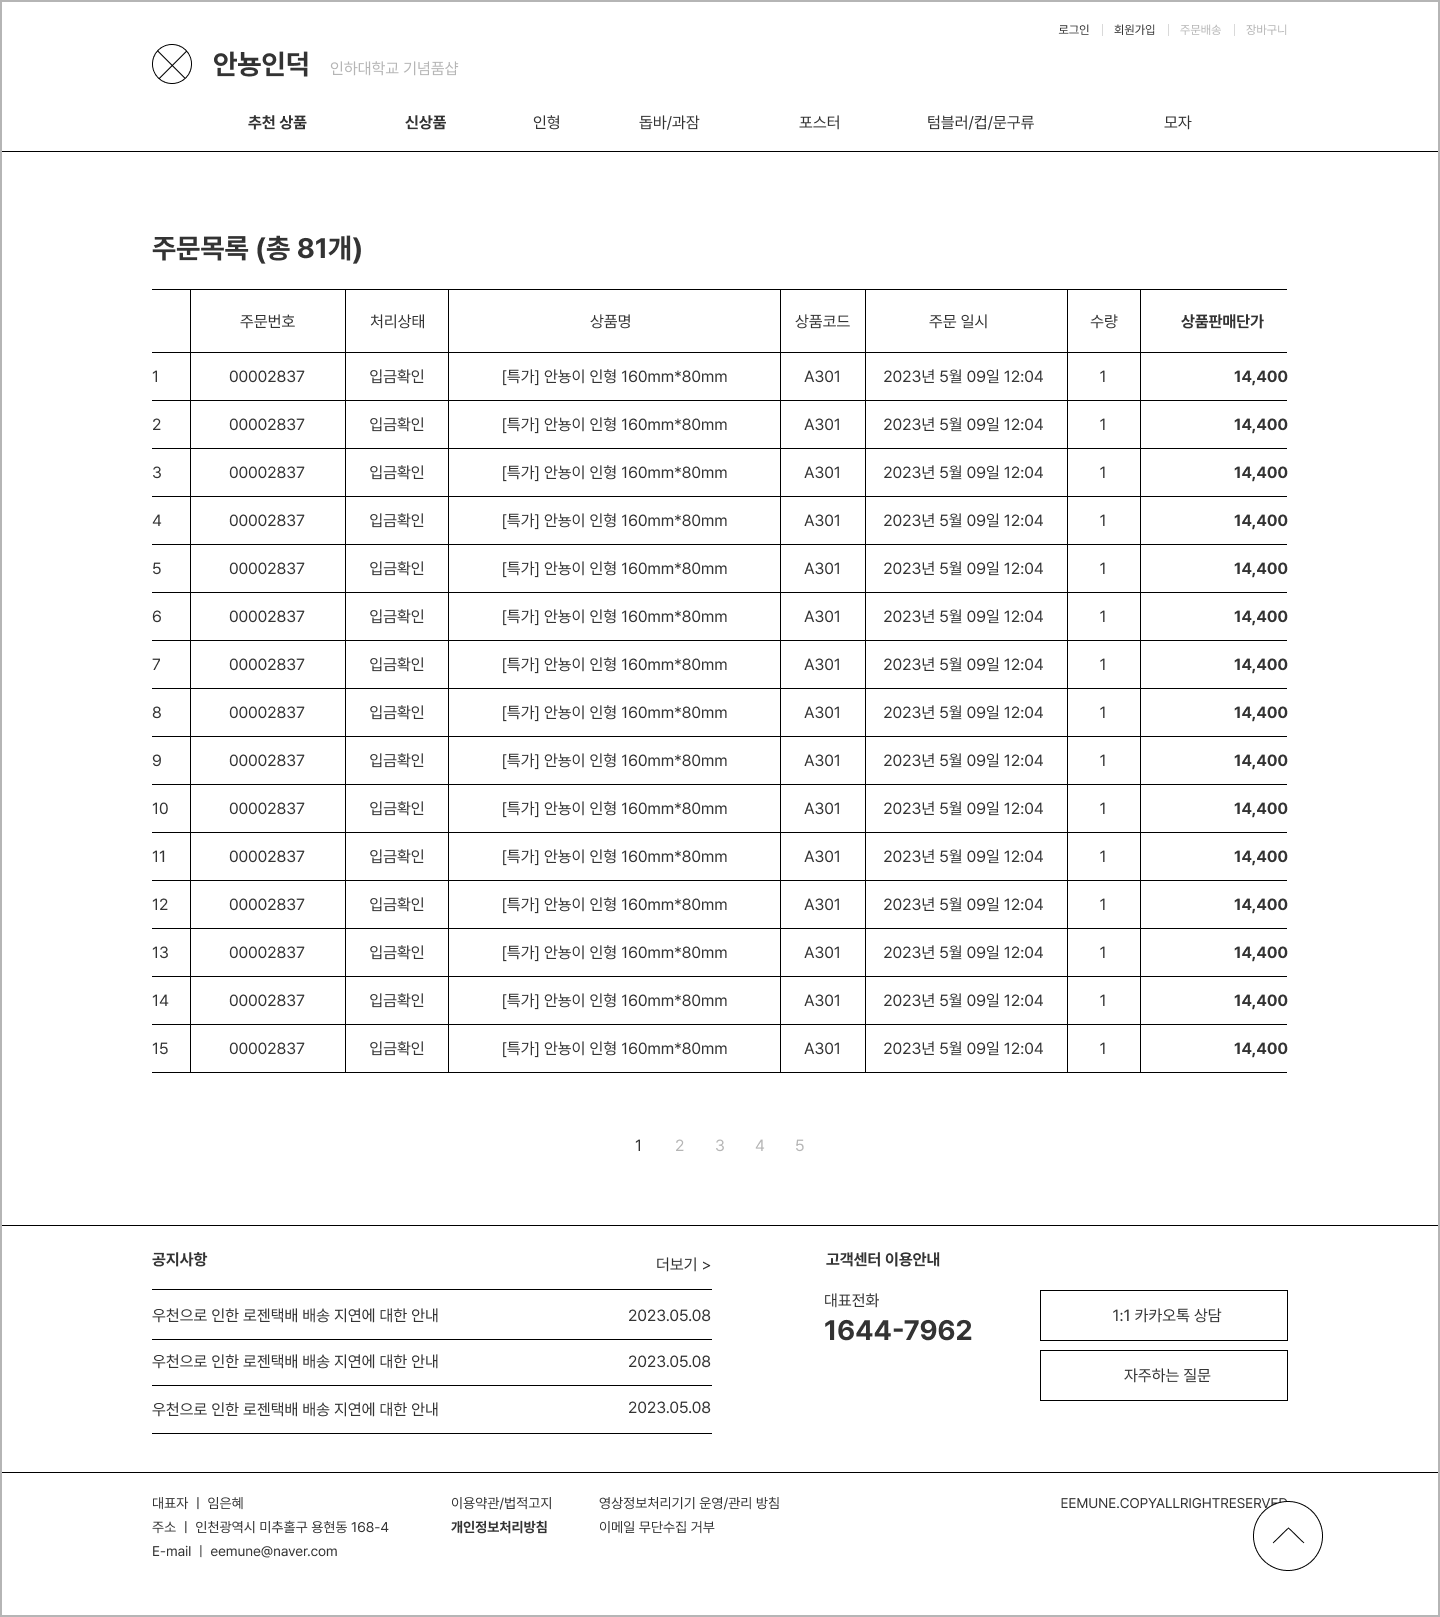 로그인 | 회원가입 | 주문배송 | 장바구니
안뇽인덕 인하대학교 기념품샵
추천 상품 신상품 인형 돕바/과잠 포스터 텀블러/컵/문구류 모자
주문목록 (총 81개)
주문번호 처리상태 상품명 상품코드 주문 일시 수량 상품판매단가
1 00002837 입금확인 [특가] 안뇽이 인형 160mm*80mm A301 2023년 5월 09일 12:04 1 14,400
2 00002837 입금확인 [특가] 안뇽이 인형 160mm*80mm A301 2023년 5월 09일 12:04 1 14,400
3 00002837 입금확인 [특가] 안뇽이 인형 160mm*80mm A301 2023년 5월 09일 12:04 1 14,400
4 00002837 입금확인 [특가] 안뇽이 인형 160mm*80mm A301 2023년 5월 09일 12:04 1 14,400
5 00002837 입금확인 [특가] 안뇽이 인형 160mm*80mm A301 2023년 5월 09일 12:04 1 14,400
6 00002837 입금확인 [특가] 안뇽이 인형 160mm*80mm A301 2023년 5월 09일 12:04 1 14,400
7 00002837 입금확인 [특가] 안뇽이 인형 160mm*80mm A301 2023년 5월 09일 12:04 1 14,400
8 00002837 입금확인 [특가] 안뇽이 인형 160mm*80mm A301 2023년 5월 09일 12:04 1 14,400
9 00002837 입금확인 [특가] 안뇽이 인형 160mm*80mm A301 2023년 5월 09일 12:04 1 14,400
10 00002837 입금확인 [특가] 안뇽이 인형 160mm*80mm A301 2023년 5월 09일 12:04 1 14,400
11 00002837 입금확인 [특가] 안뇽이 인형 160mm*80mm A301 2023년 5월 09일 12:04 1 14,400
12 00002837 입금확인 [특가] 안뇽이 인형 160mm*80mm A301 2023년 5월 09일 12:04 1 14,400
13 00002837 입금확인 [특가] 안뇽이 인형 160mm*80mm A301 2023년 5월 09일 12:04 1 14,400
14 00002837 입금확인 [특가] 안뇽이 인형 160mm*80mm A301 2023년 5월 09일 12:04 1 14,400
15 00002837 입금확인 [특가] 안뇽이 인형 160mm*80mm A301 2023년 5월 09일 12:04 1 14,400
1 2 3 4 5
공지사항 더보기 >
우천으로 인한 로젠택배 배송 지연에 대한 안내 2023.05.08
우천으로 인한 로젠택배 배송 지연에 대한 안내 2023.05.08
우천으로 인한 로젠택배 배송 지연에 대한 안내 2023.05.08
고객센터 이용안내
대표전화
1644-7962
1:1 카카오톡 상담
자주하는 질문
대표자 | 임은혜
주소 | 인천광역시 미추홀구 용현동 168-4
E-mail | eemune@naver.com
이용약관/법적고지
개인정보처리방침
영상정보처리기기 운영/관리 방침
이메일 무단수집 거부
EEMUNE.COPYALLRIGHTRESERVED